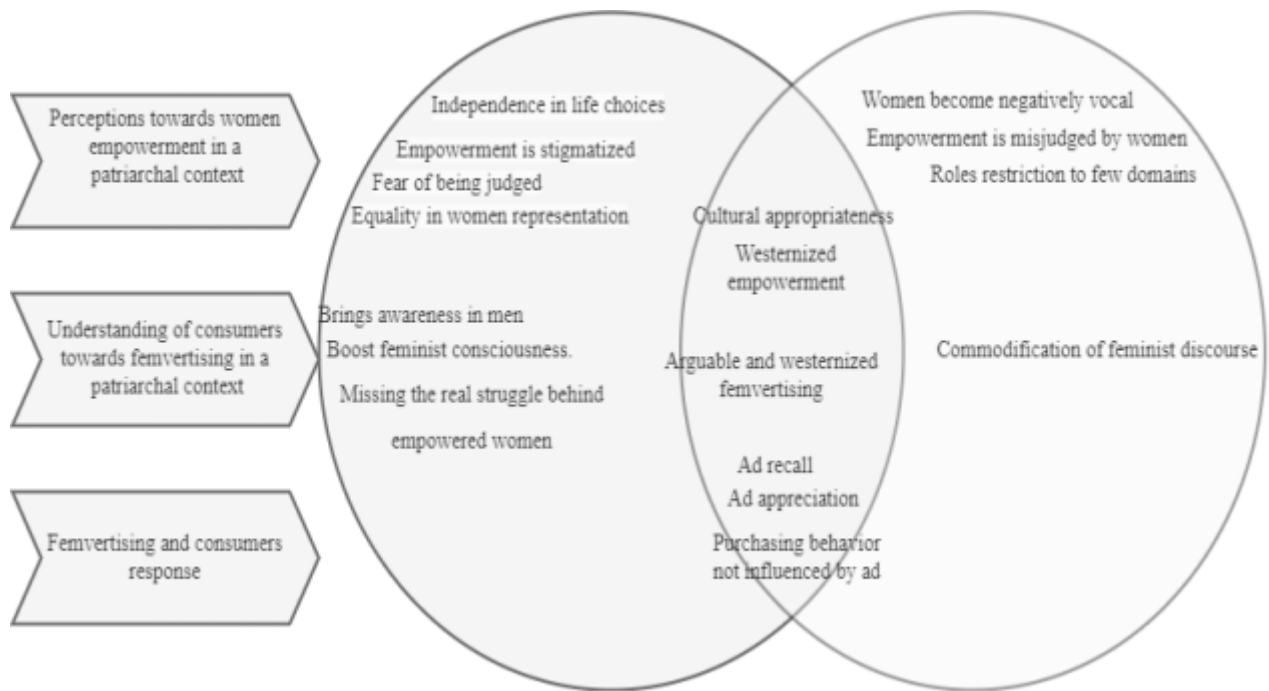 Perceptions towards women
empowerment in a
patriarchal context
Independence in life choices
Empowerment is stigmatized
Fear of being judged
Equality in women representation
Cultural appropriateness
Westernized
empowerment
Women become negatively vocal
Empowerment is misjudged by women
Roles restriction to few domains
Understanding of consumers
towards femvertising in a
patriarchal context
Brings awareness in men
Boost feminist consciousness.
Missing the real struggle behind
empowered women
Arguable and westernized
femvertising
Commodification of feminist discourse
Femvertising and consumers
response
Ad recall
Ad appreciation
Purchasing behavior
not influenced by ad